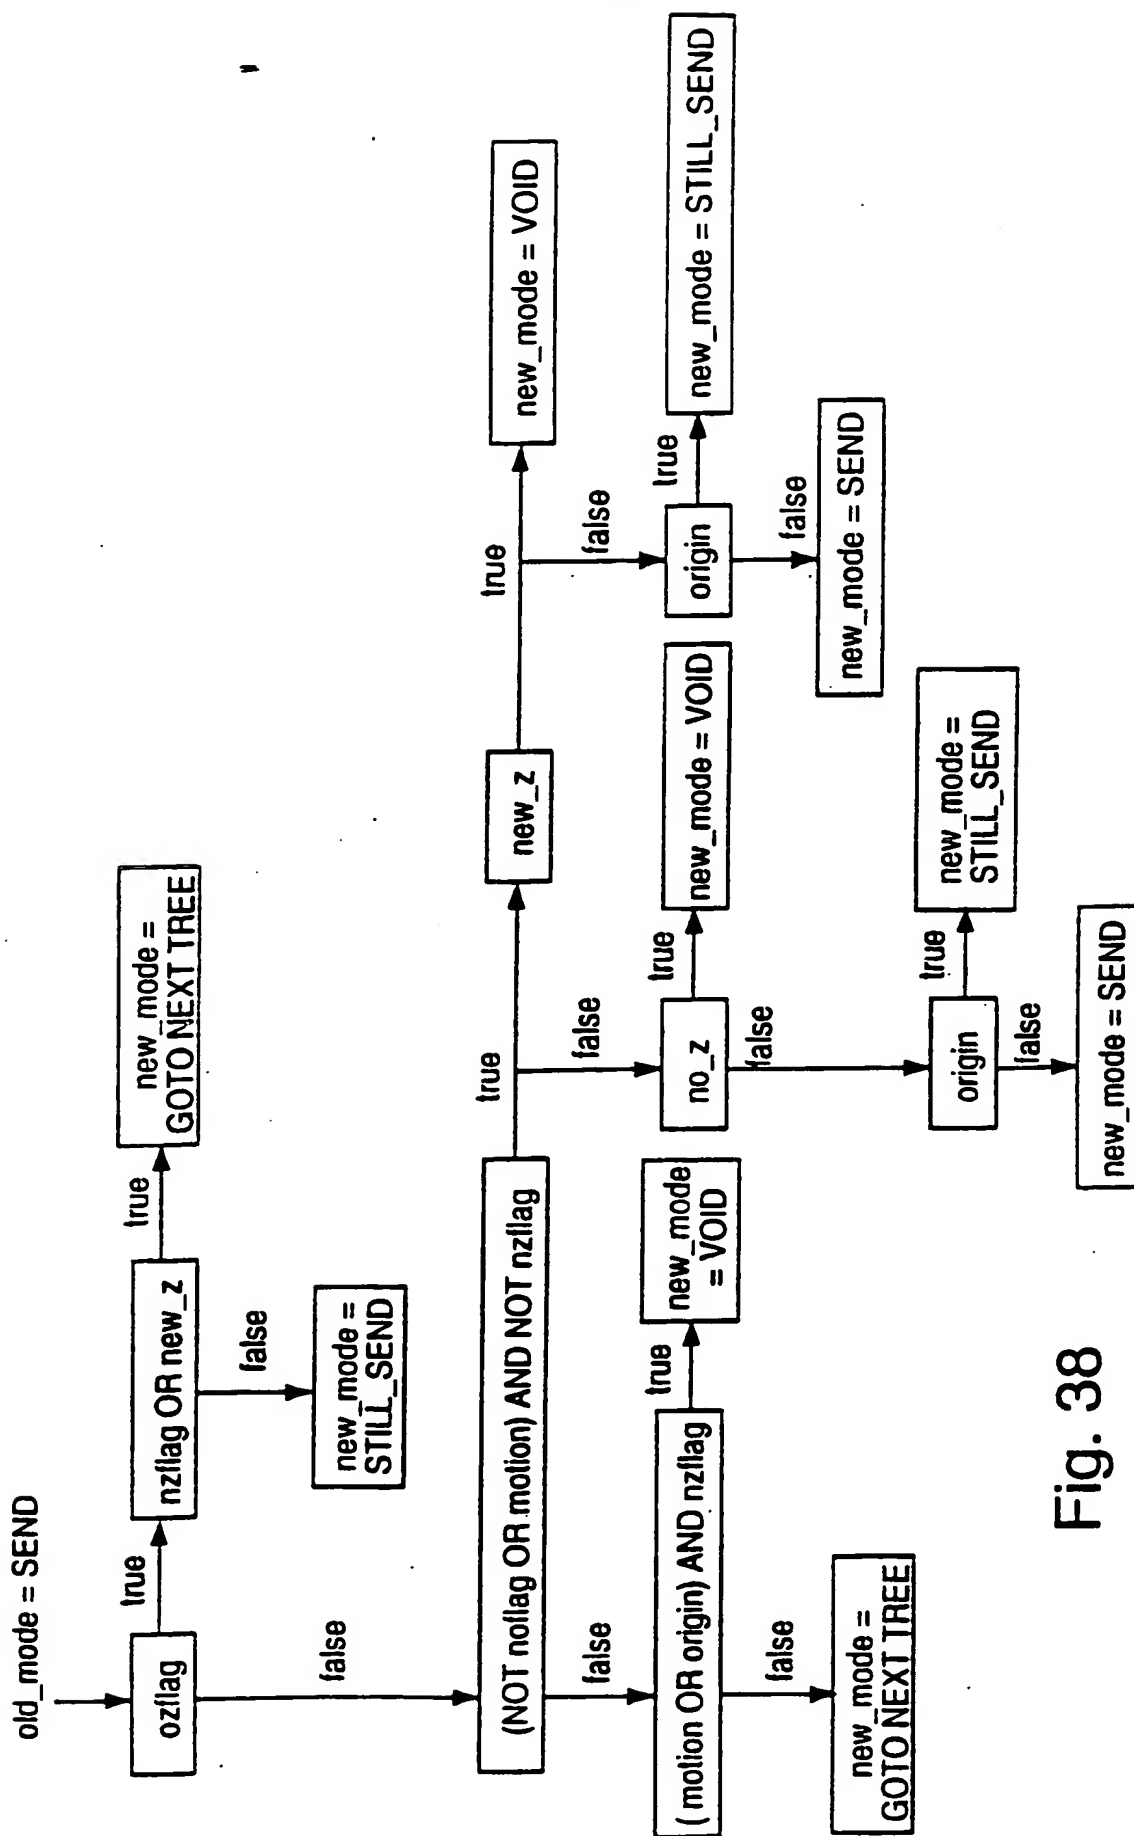 old_mode = SEND
ozflag
true
nzflag OR new_z
true
new_mode =
GOTO NEXT TREE
false
new_mode =
STILL_SEND
false
(NOT noflag OR motion) AND NOT nzflag
true
new_z
true
new_mode = VOID
false
origin
true
new_mode = STILL_SEND
false
new_mode = SEND
false
no_z
true
new_mode = VOID
false
origin
true
new_mode =
STILL_SEND
false
new_mode = SEND
false
( motion OR origin) AND nzflag
true
new_mode
= VOID
false
new_mode =
GOTO NEXT TREE
Fig. 38